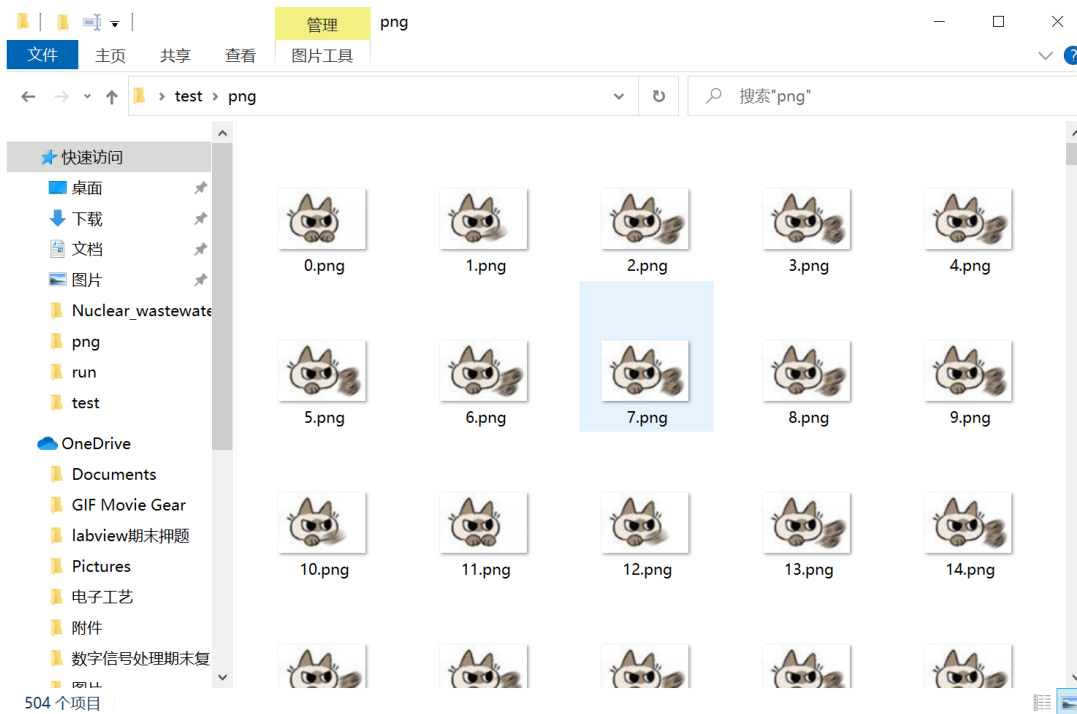 管理
png
文件
主页
共享
查看
图片工具
test
png
搜索"png"
快速访问
桌面
下载
文档
图片
Nuclear_wastewate
png
run
test
OneDrive
Documents
GIF Movie Gear
labview期末押题
Pictures
电子工艺
附件
数字信号处理期末复
图片
0.png
1.png
2.png
3.png
4.png
5.png
6.png
7.png
8.png
9.png
10.png
11.png
12.png
13.png
14.png
504 个项目